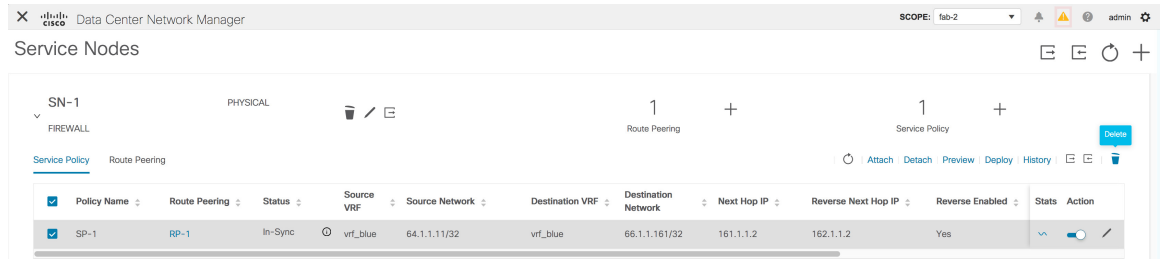 CISCO Data Center Network Manager SCOPE: fab-2 admin
Service Nodes
SN-1 PHYSICAL 1 1
FIREWALL Route Peering Service Policy
Delete
Service Policy Route Peering Attach Detach Preview Deploy History
Policy Name Route Peering Status Source VRF Source Network Destination VRF Destination Network Next Hop IP Reverse Next Hop IP Reverse Enabled Stats Action
SP-1 RP-1 In-Sync vrf_blue 64.1.1.11/32 vrf_blue 66.1.1.161/32 161.1.1.2 162.1.1.2 Yes